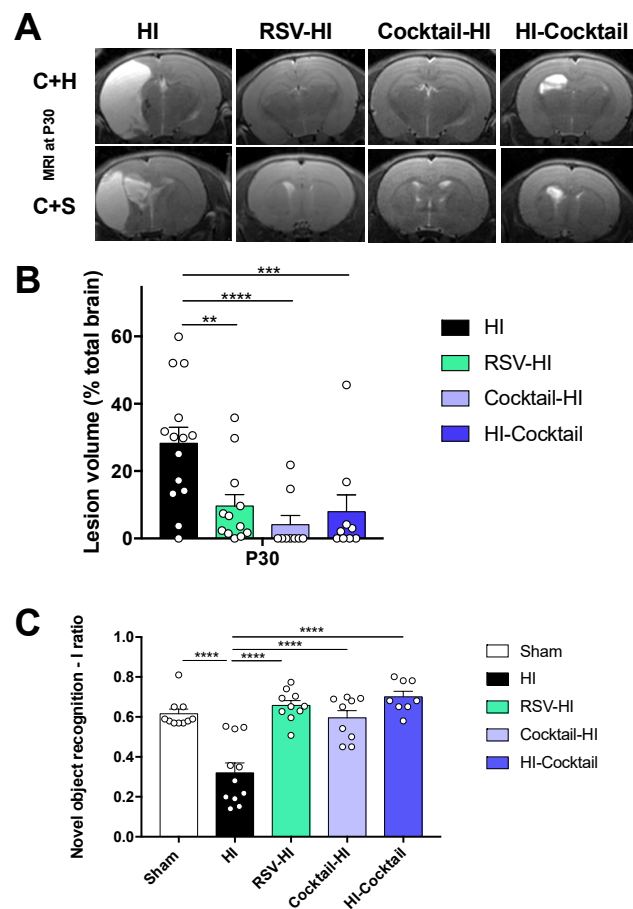 A
HI
RSV-HI
Cocktail-HI
HI-Cocktail
C+H
MRI at P30
C+S
B
Lesion volume (% total brain)
60
40
20
0
***
****
**
P30
HI
RSV-HI
Cocktail-HI
HI-Cocktail
C
Novel object recognition - I ratio
1.0
0.8
0.6
0.4
0.2
0.0
****
****
****
****
Sham
HI
RSV-HI
Cocktail-HI
HI-Cocktail
Sham
HI
RSV-HI
Cocktail-HI
HI-Cocktail